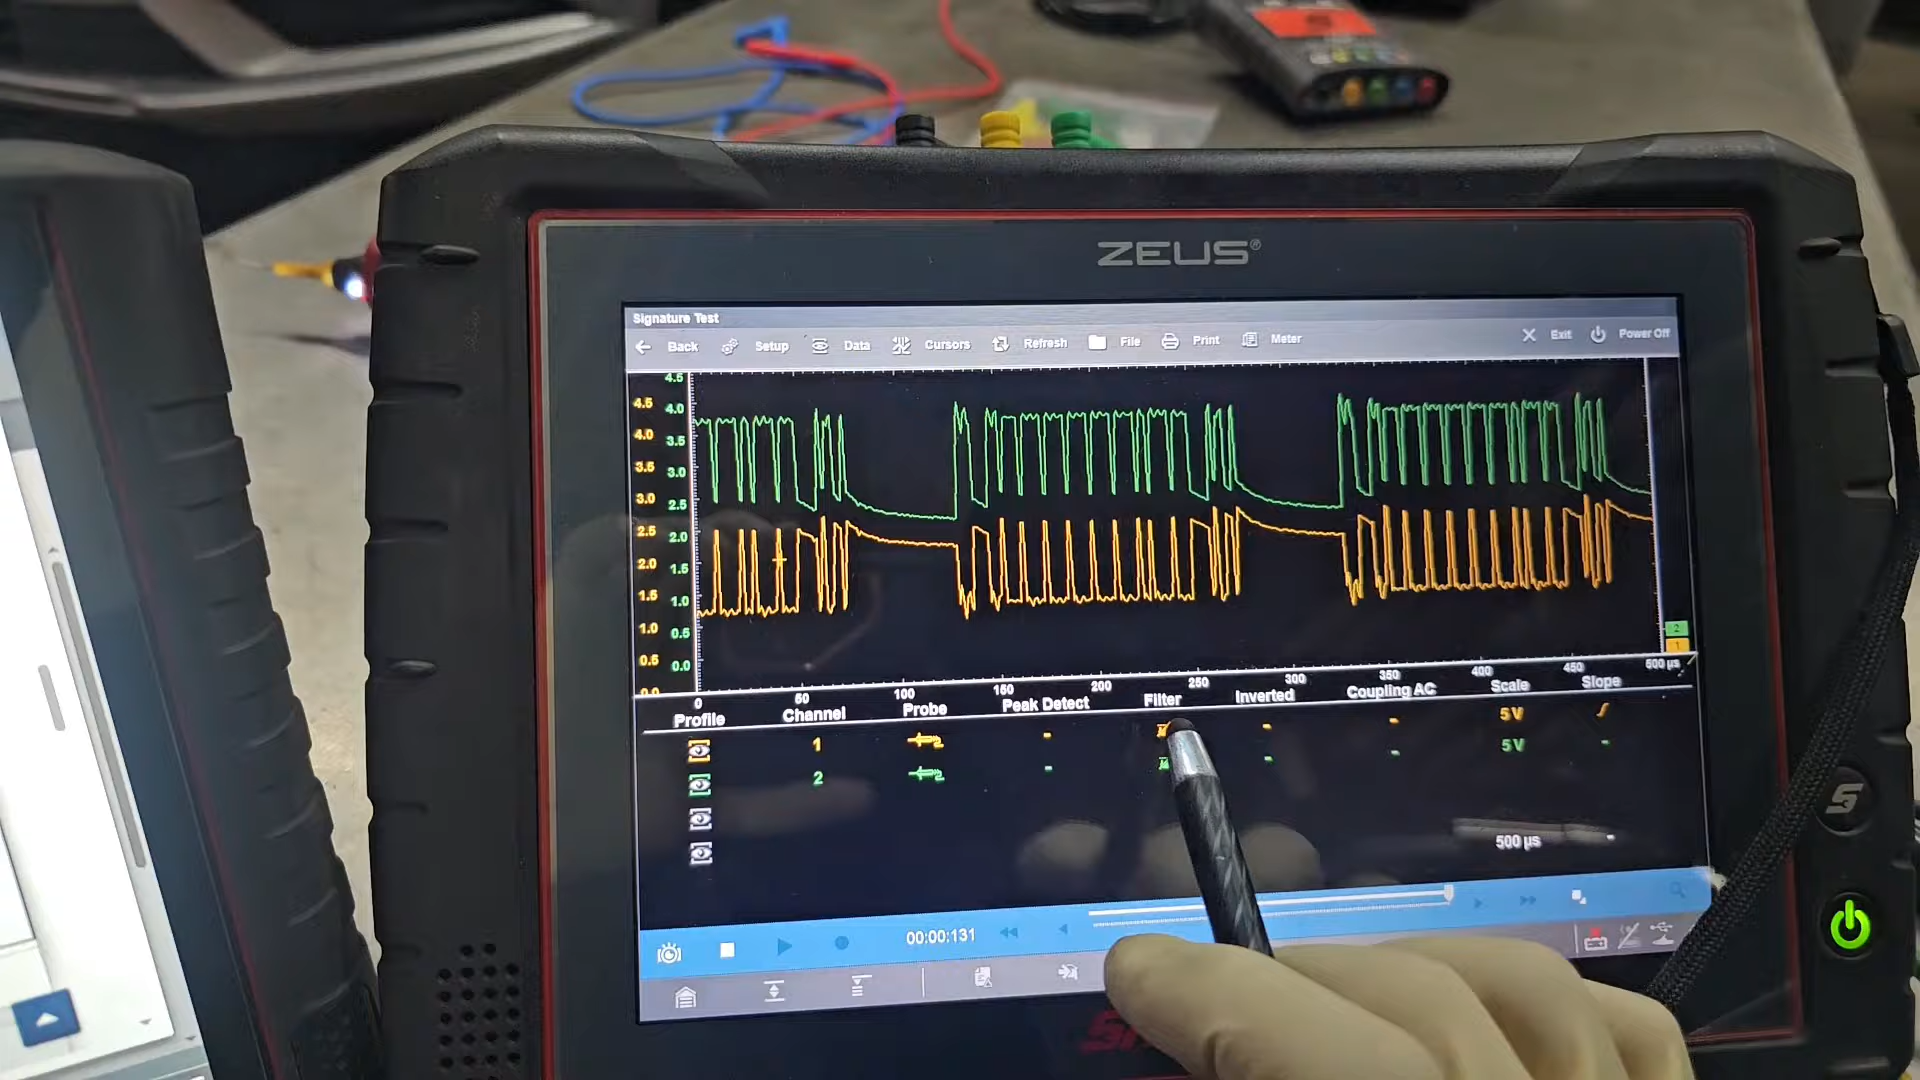 ZEUS®
Signature Test
Back Setup Data Cursors Refresh File Print Meter Exit Power Off
4.5
4.5 4.0
4.0 3.5
3.5 3.0
3.0 2.5
2.5 2.0
2.0 1.5
1.5 1.0
1.0 0.5
0.5 0.0
0.0
0 50 100 150 200 250 300 350 400 450 500 µs
Profile Channel Probe Peak Detect Filter Inverted Coupling AC Scale Slope
1 5V
2 5V
500 µs
00:00:131
2
1
S